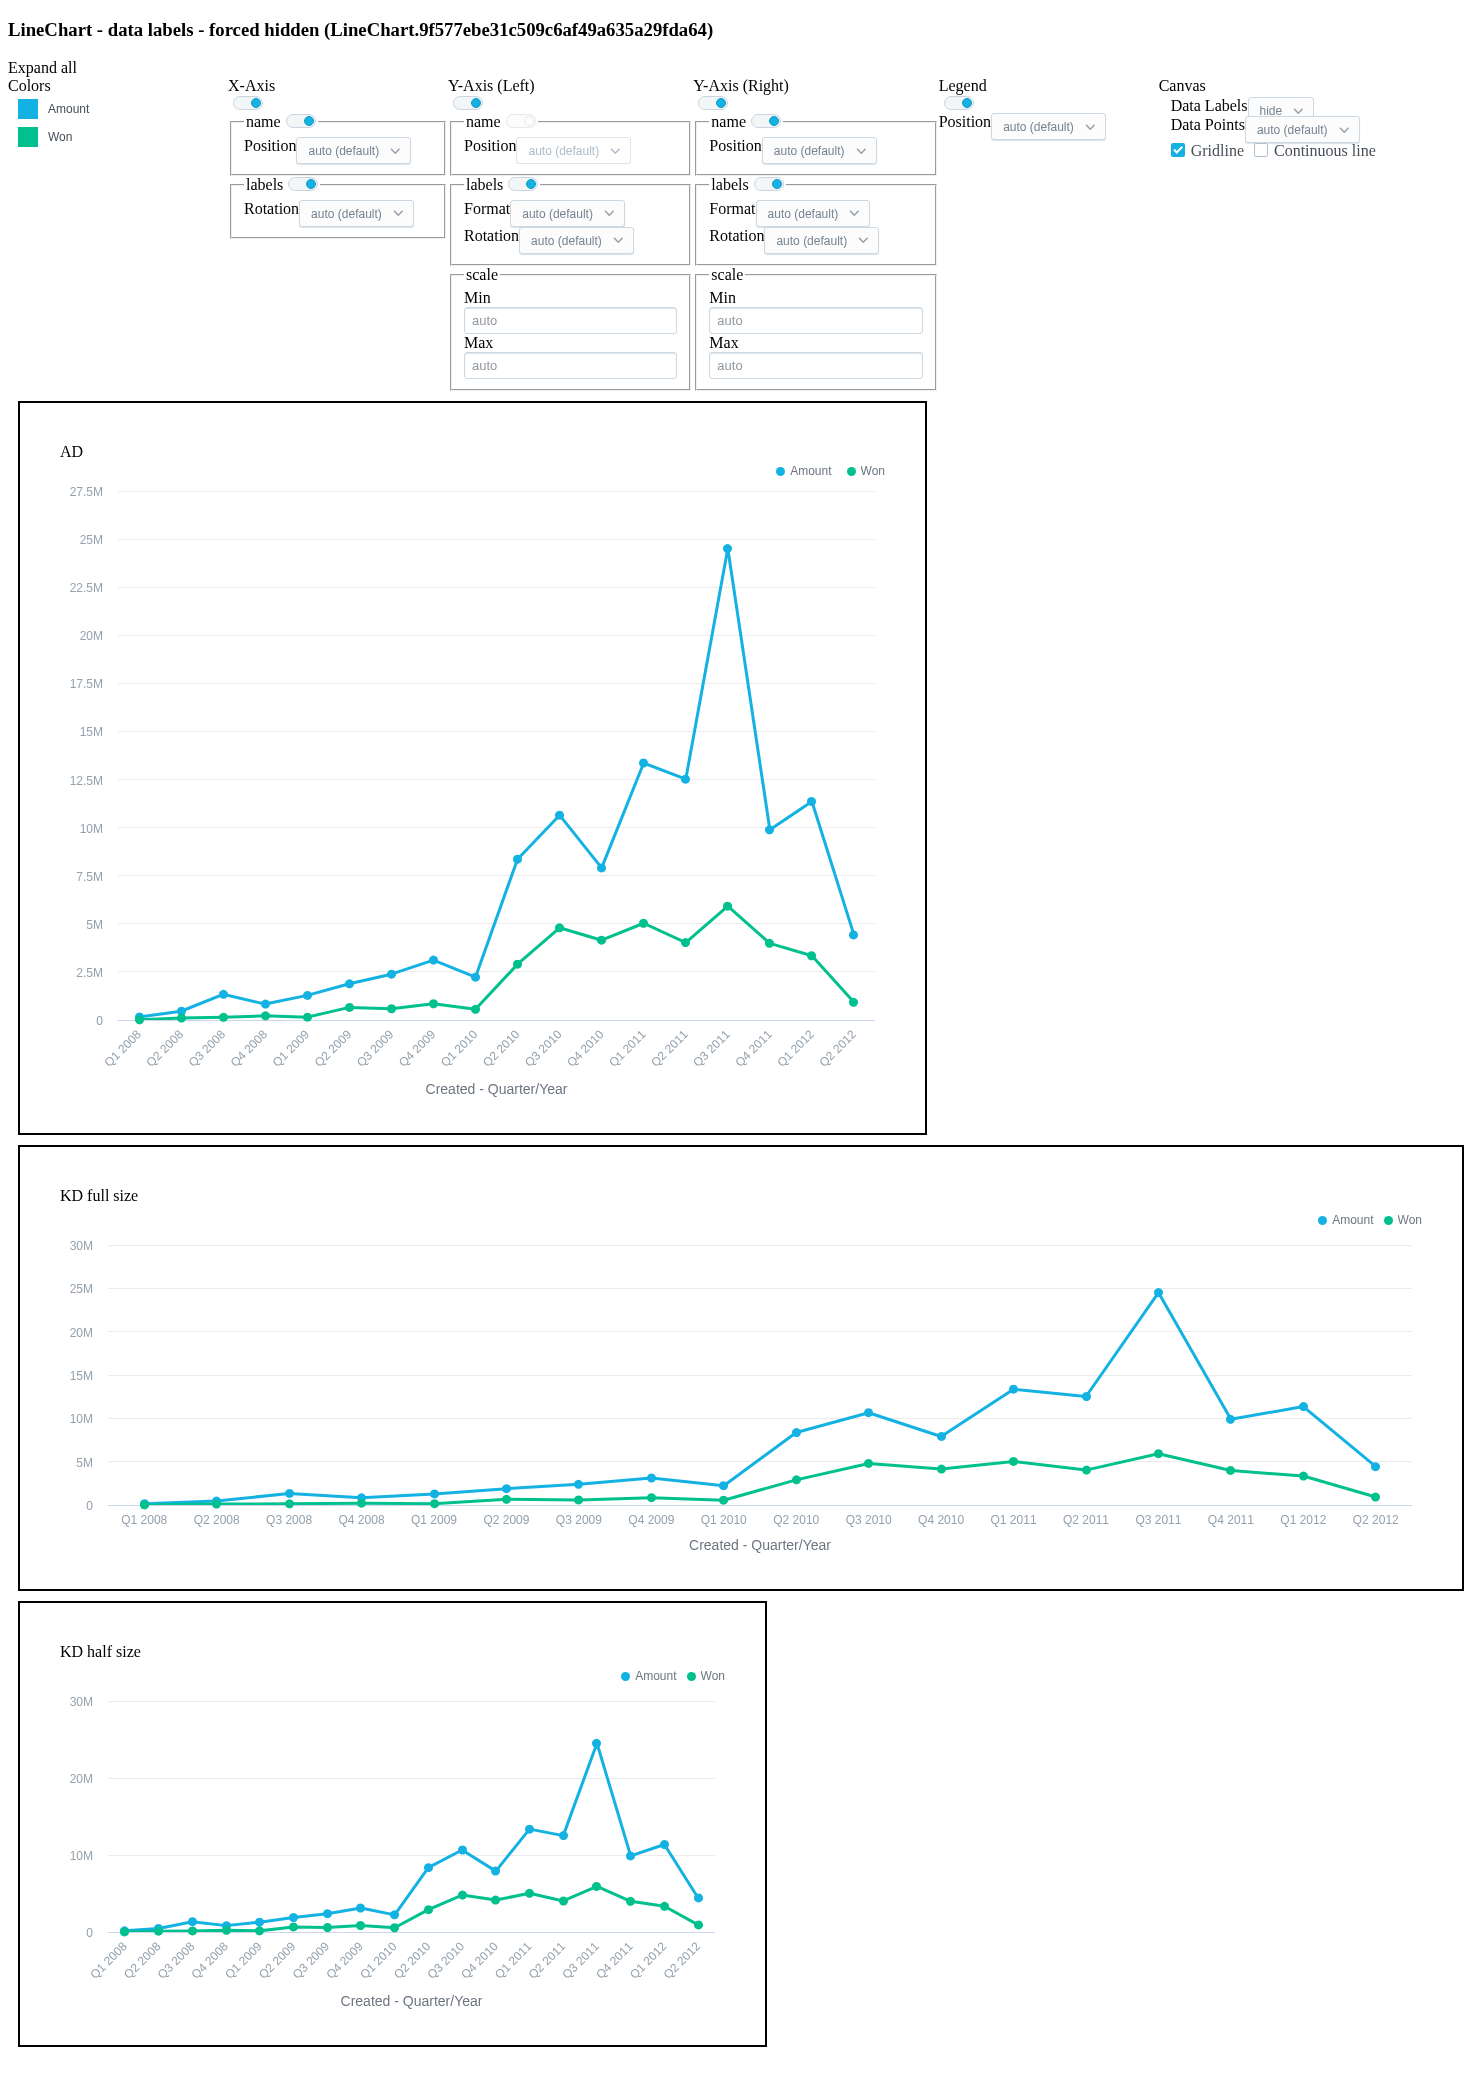 LineChart - data labels - forced hidden (LineChart.9f577ebe31c509c6af49a635a29fda64)
Expand all
Colors
Amount
Won
X-Axis
name
Position auto (default)
labels
Rotation auto (default)
Y-Axis (Left)
name
Position auto (default)
labels
Format auto (default)
Rotation auto (default)
scale
Min
auto
Max
auto
Y-Axis (Right)
name
Position auto (default)
labels
Format auto (default)
Rotation auto (default)
scale
Min
auto
Max
auto
Legend
Position auto (default)
Canvas
Data Labels hide
Data Points auto (default)
Gridline Continuous line
AD
Amount Won
27.5M
25M
22.5M
20M
17.5M
15M
12.5M
10M
7.5M
5M
2.5M
0
Q1 2008 Q2 2008 Q3 2008 Q4 2008 Q1 2009 Q2 2009 Q3 2009 Q4 2009 Q1 2010 Q2 2010 Q3 2010 Q4 2010 Q1 2011 Q2 2011 Q3 2011 Q4 2011 Q1 2012 Q2 2012
Created - Quarter/Year
KD full size
Amount Won
30M
25M
20M
15M
10M
5M
0
Q1 2008 Q2 2008 Q3 2008 Q4 2008 Q1 2009 Q2 2009 Q3 2009 Q4 2009 Q1 2010 Q2 2010 Q3 2010 Q4 2010 Q1 2011 Q2 2011 Q3 2011 Q4 2011 Q1 2012 Q2 2012
Created - Quarter/Year
KD half size
Amount Won
30M
20M
10M
0
Q1 2008 Q2 2008 Q3 2008 Q4 2008 Q1 2009 Q2 2009 Q3 2009 Q4 2009 Q1 2010 Q2 2010 Q3 2010 Q4 2010 Q1 2011 Q2 2011 Q3 2011 Q4 2011 Q1 2012 Q2 2012
Created - Quarter/Year